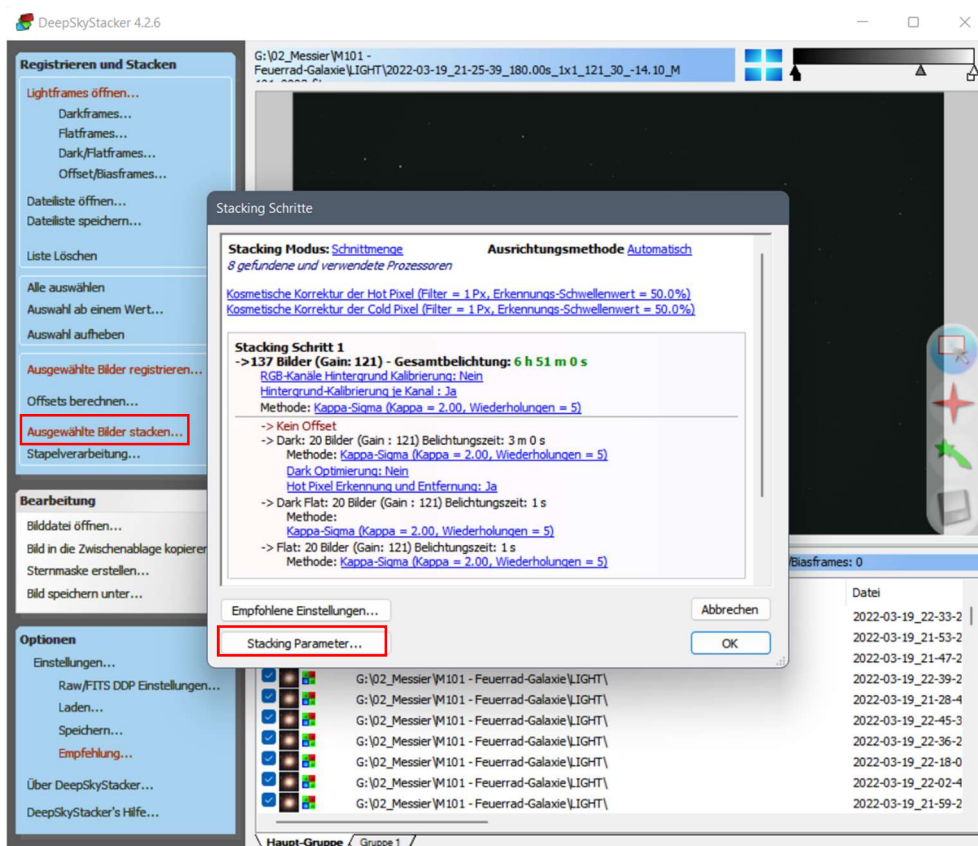 DeepSkyStacker 4.2.6
Registrieren und Stacken
Lightframes öffnen...
Darkframes...
Flatframes...
Dark/Flatframes...
Offset/Biasframes...
Dateiliste öffnen...
Dateiliste speichern...
Liste Löschen
Alle auswählen
Auswahl ab einem Wert...
Auswahl aufheben
Ausgewählte Bilder registrieren...
Offsets berechnen...
Ausgewählte Bilder stacken...
Stapelverarbeitung...
Bearbeitung
Bilddatei öffnen...
Bild in die Zwischenablage kopieren
Sternmaske erstellen...
Bild speichern unter...
Optionen
Einstellungen...
Raw/FITS DDP Einstellungen...
Laden...
Speichern...
Empfehlung...
Über DeepSkyStacker...
DeepSkyStacker's Hilfe...
G:\02_Messier\M101 -
Feuerrad-Galaxie\LIGHT\2022-03-19_21-25-39_180.00s_1x1_121_30_-14.10_M
Stacking Schritte
Stacking Modus: Schnittmenge Ausrichtungsmethode Automatisch
8 gefundene und verwendete Prozessoren
Kosmetische Korrektur der Hot Pixel (Filter = 1 Px, Erkennungs-Schwellenwert = 50.0%)
Kosmetische Korrektur der Cold Pixel (Filter = 1 Px, Erkennungs-Schwellenwert = 50.0%)
Stacking Schritt 1
->137 Bilder (Gain: 121) - Gesamtbelichtung: 6 h 51 m 0 s
RGB-Kanäle Hintergrund Kalibrierung: Nein
Hintergrund-Kalibrierung je Kanal : Ja
Methode: Kappa-Sigma (Kappa = 2.00, Wiederholungen = 5)
-> Kein Offset
-> Dark: 20 Bilder (Gain : 121) Belichtungszeit: 3 m 0 s
Methode: Kappa-Sigma (Kappa = 2.00, Wiederholungen = 5)
Dark Optimierung: Nein
Hot Pixel Erkennung und Entfernung: Ja
-> Dark Flat: 20 Bilder (Gain : 121) Belichtungszeit: 1 s
Methode:
Kappa-Sigma (Kappa = 2.00, Wiederholungen = 5)
-> Flat: 20 Bilder (Gain: 121) Belichtungszeit: 1 s
Methode: Kappa-Sigma (Kappa = 2.00, Wiederholungen = 5)
Empfohlene Einstellungen... Abbrechen
Stacking Parameter... OK
/Biasframes: 0
Datei
2022-03-19_22-33-2
2022-03-19_21-53-2
2022-03-19_21-47-2
G:\02_Messier\M101 - Feuerrad-Galaxie\LIGHT\ 2022-03-19_22-39-2
G:\02_Messier\M101 - Feuerrad-Galaxie\LIGHT\ 2022-03-19_21-28-4
G:\02_Messier\M101 - Feuerrad-Galaxie\LIGHT\ 2022-03-19_22-45-3
G:\02_Messier\M101 - Feuerrad-Galaxie\LIGHT\ 2022-03-19_22-36-2
G:\02_Messier\M101 - Feuerrad-Galaxie\LIGHT\ 2022-03-19_22-18-0
G:\02_Messier\M101 - Feuerrad-Galaxie\LIGHT\ 2022-03-19_22-02-4
G:\02_Messier\M101 - Feuerrad-Galaxie\LIGHT\ 2022-03-19_21-59-2
Haupt-Gruppe Gruppe 1